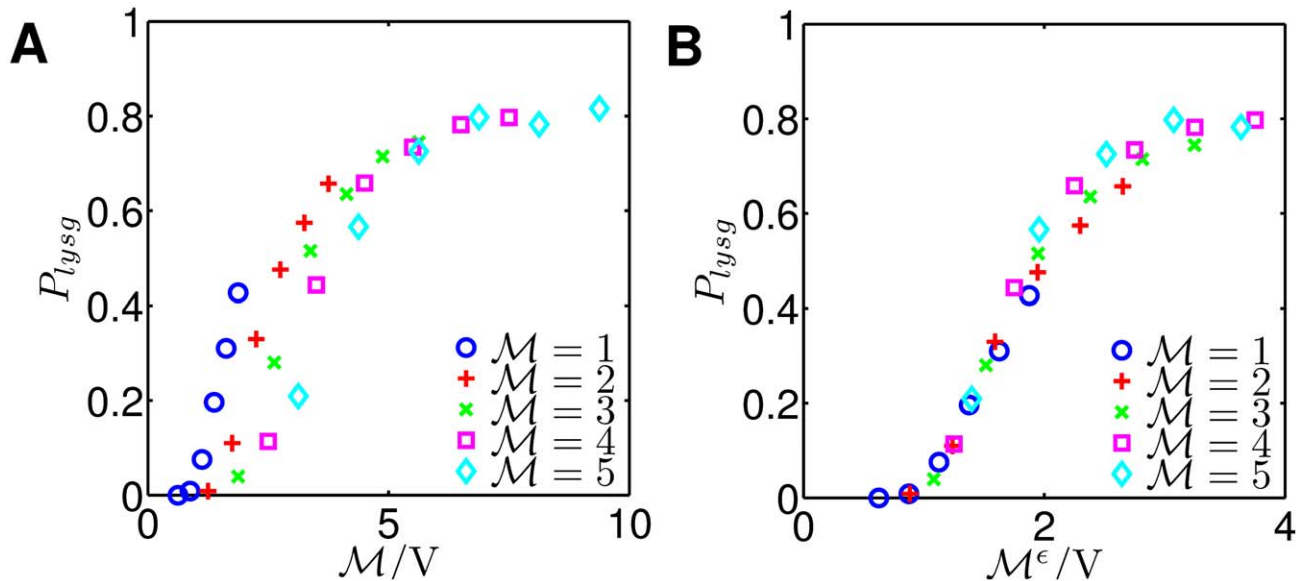 A
P_lysg
1
0.8
0.6
0.4
0.2
0
0
5
10
ℳ/V
ℳ = 1
ℳ = 2
ℳ = 3
ℳ = 4
ℳ = 5
B
P_lysg
1
0.8
0.6
0.4
0.2
0
0
2
4
ℳ^ϵ/V
ℳ = 1
ℳ = 2
ℳ = 3
ℳ = 4
ℳ = 5